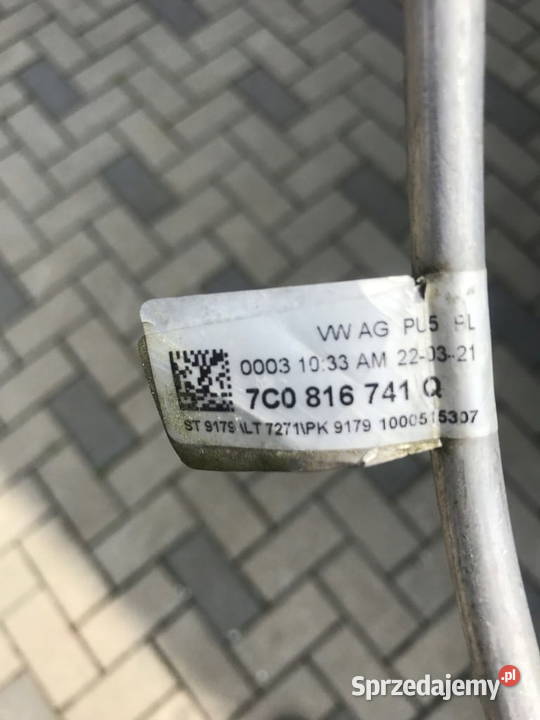 VW AG PU5 PL
0003 10:33 AM 22-03-21
7C0 816 741 Q
ST 9179 \LT 7271\PK 9179 1000515307
Sprzedajemy.pl